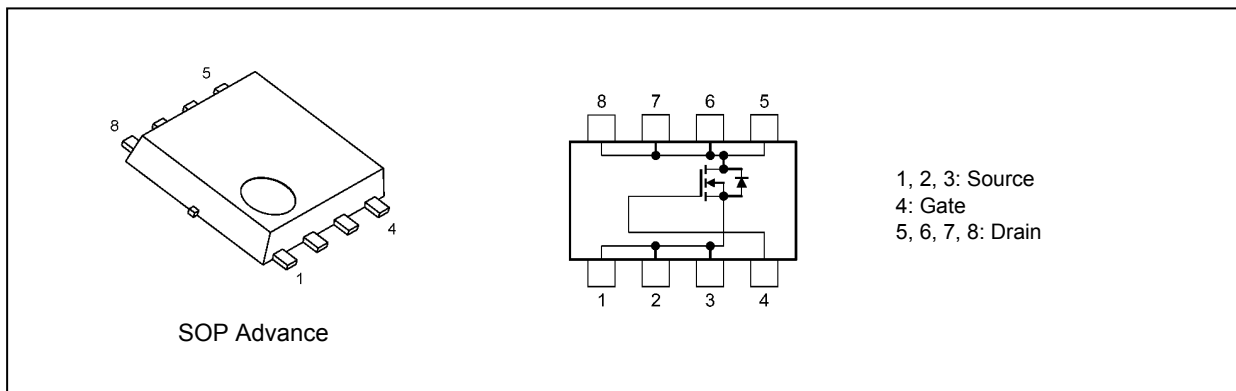 5
8
4
1
SOP Advance
8 7 6 5
1 2 3 4
1, 2, 3: Source
4: Gate
5, 6, 7, 8: Drain